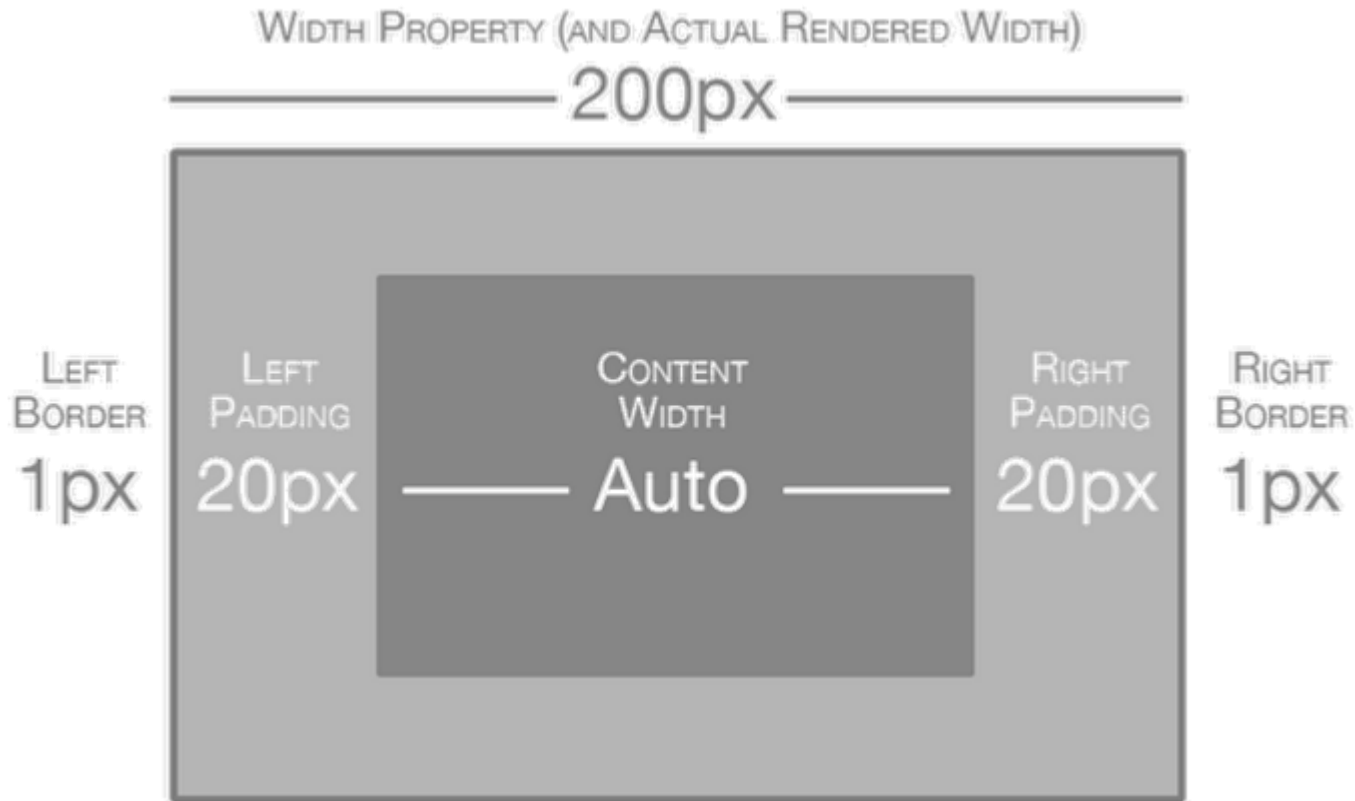 Width Property (and Actual Rendered Width)
200px
Left
Border
1px
Left
Padding
20px
Content
Width
Auto
Right
Padding
20px
Right
Border
1px